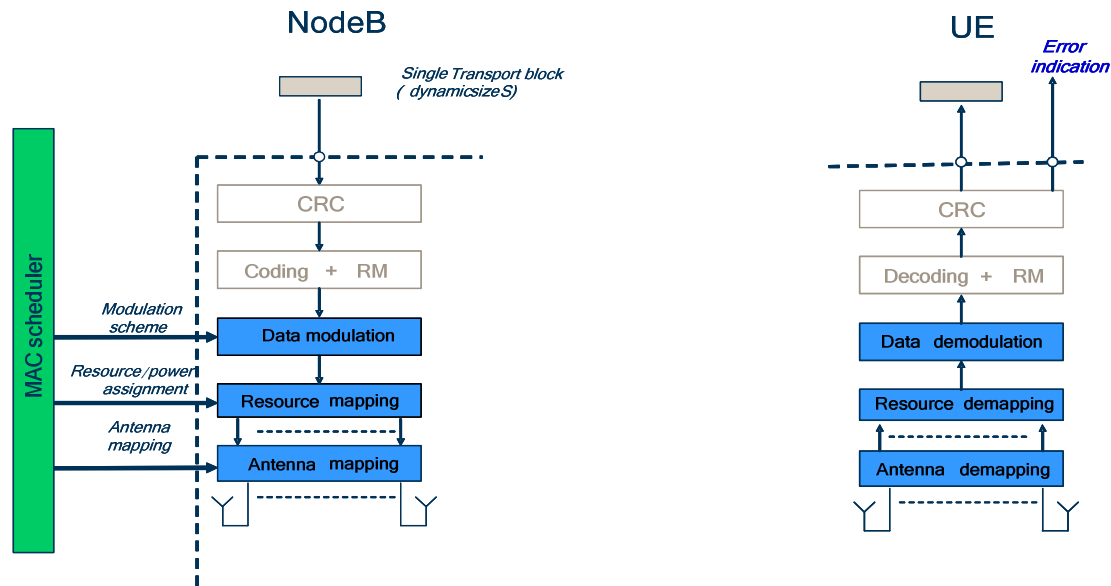 NodeB
UE
Error
indication
Single Transport block
( dynamicsize S)
CRC
CRC
Coding + RM
Decoding + RM
MAC scheduler
Modulation
scheme
Data modulation
Data demodulation
Resource/power
assignment
Resource mapping
Resource demapping
Antenna
mapping
Antenna mapping
Antenna demapping